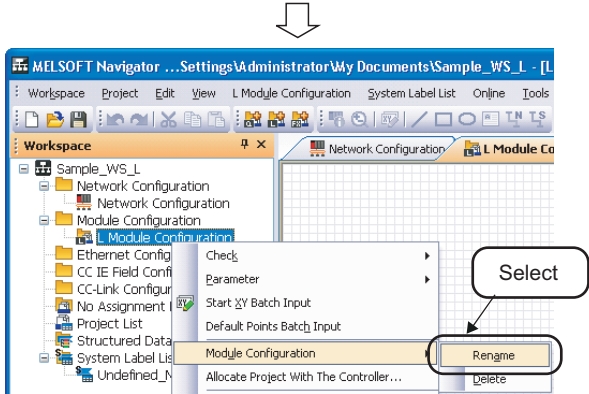 MELSOFT Navigator ...Settings\Administrator\My Documents\Sample_WS_L - [L
Workspace Project Edit View L Module Configuration System Label List Online Tools
Workspace
Network Configuration
L Module Co
Sample_WS_L
Network Configuration
Network Configuration
Module Configuration
L Module Configuration
Ethernet Config
CC IE Field Confi
CC-Link Configur
No Assignment
Project List
Structured Data
System Label Lis
Undefined_N
Check
Parameter
Start XY Batch Input
Default Points Batch Input
Module Configuration
Allocate Project With The Controller...
Select
Rename
Delete